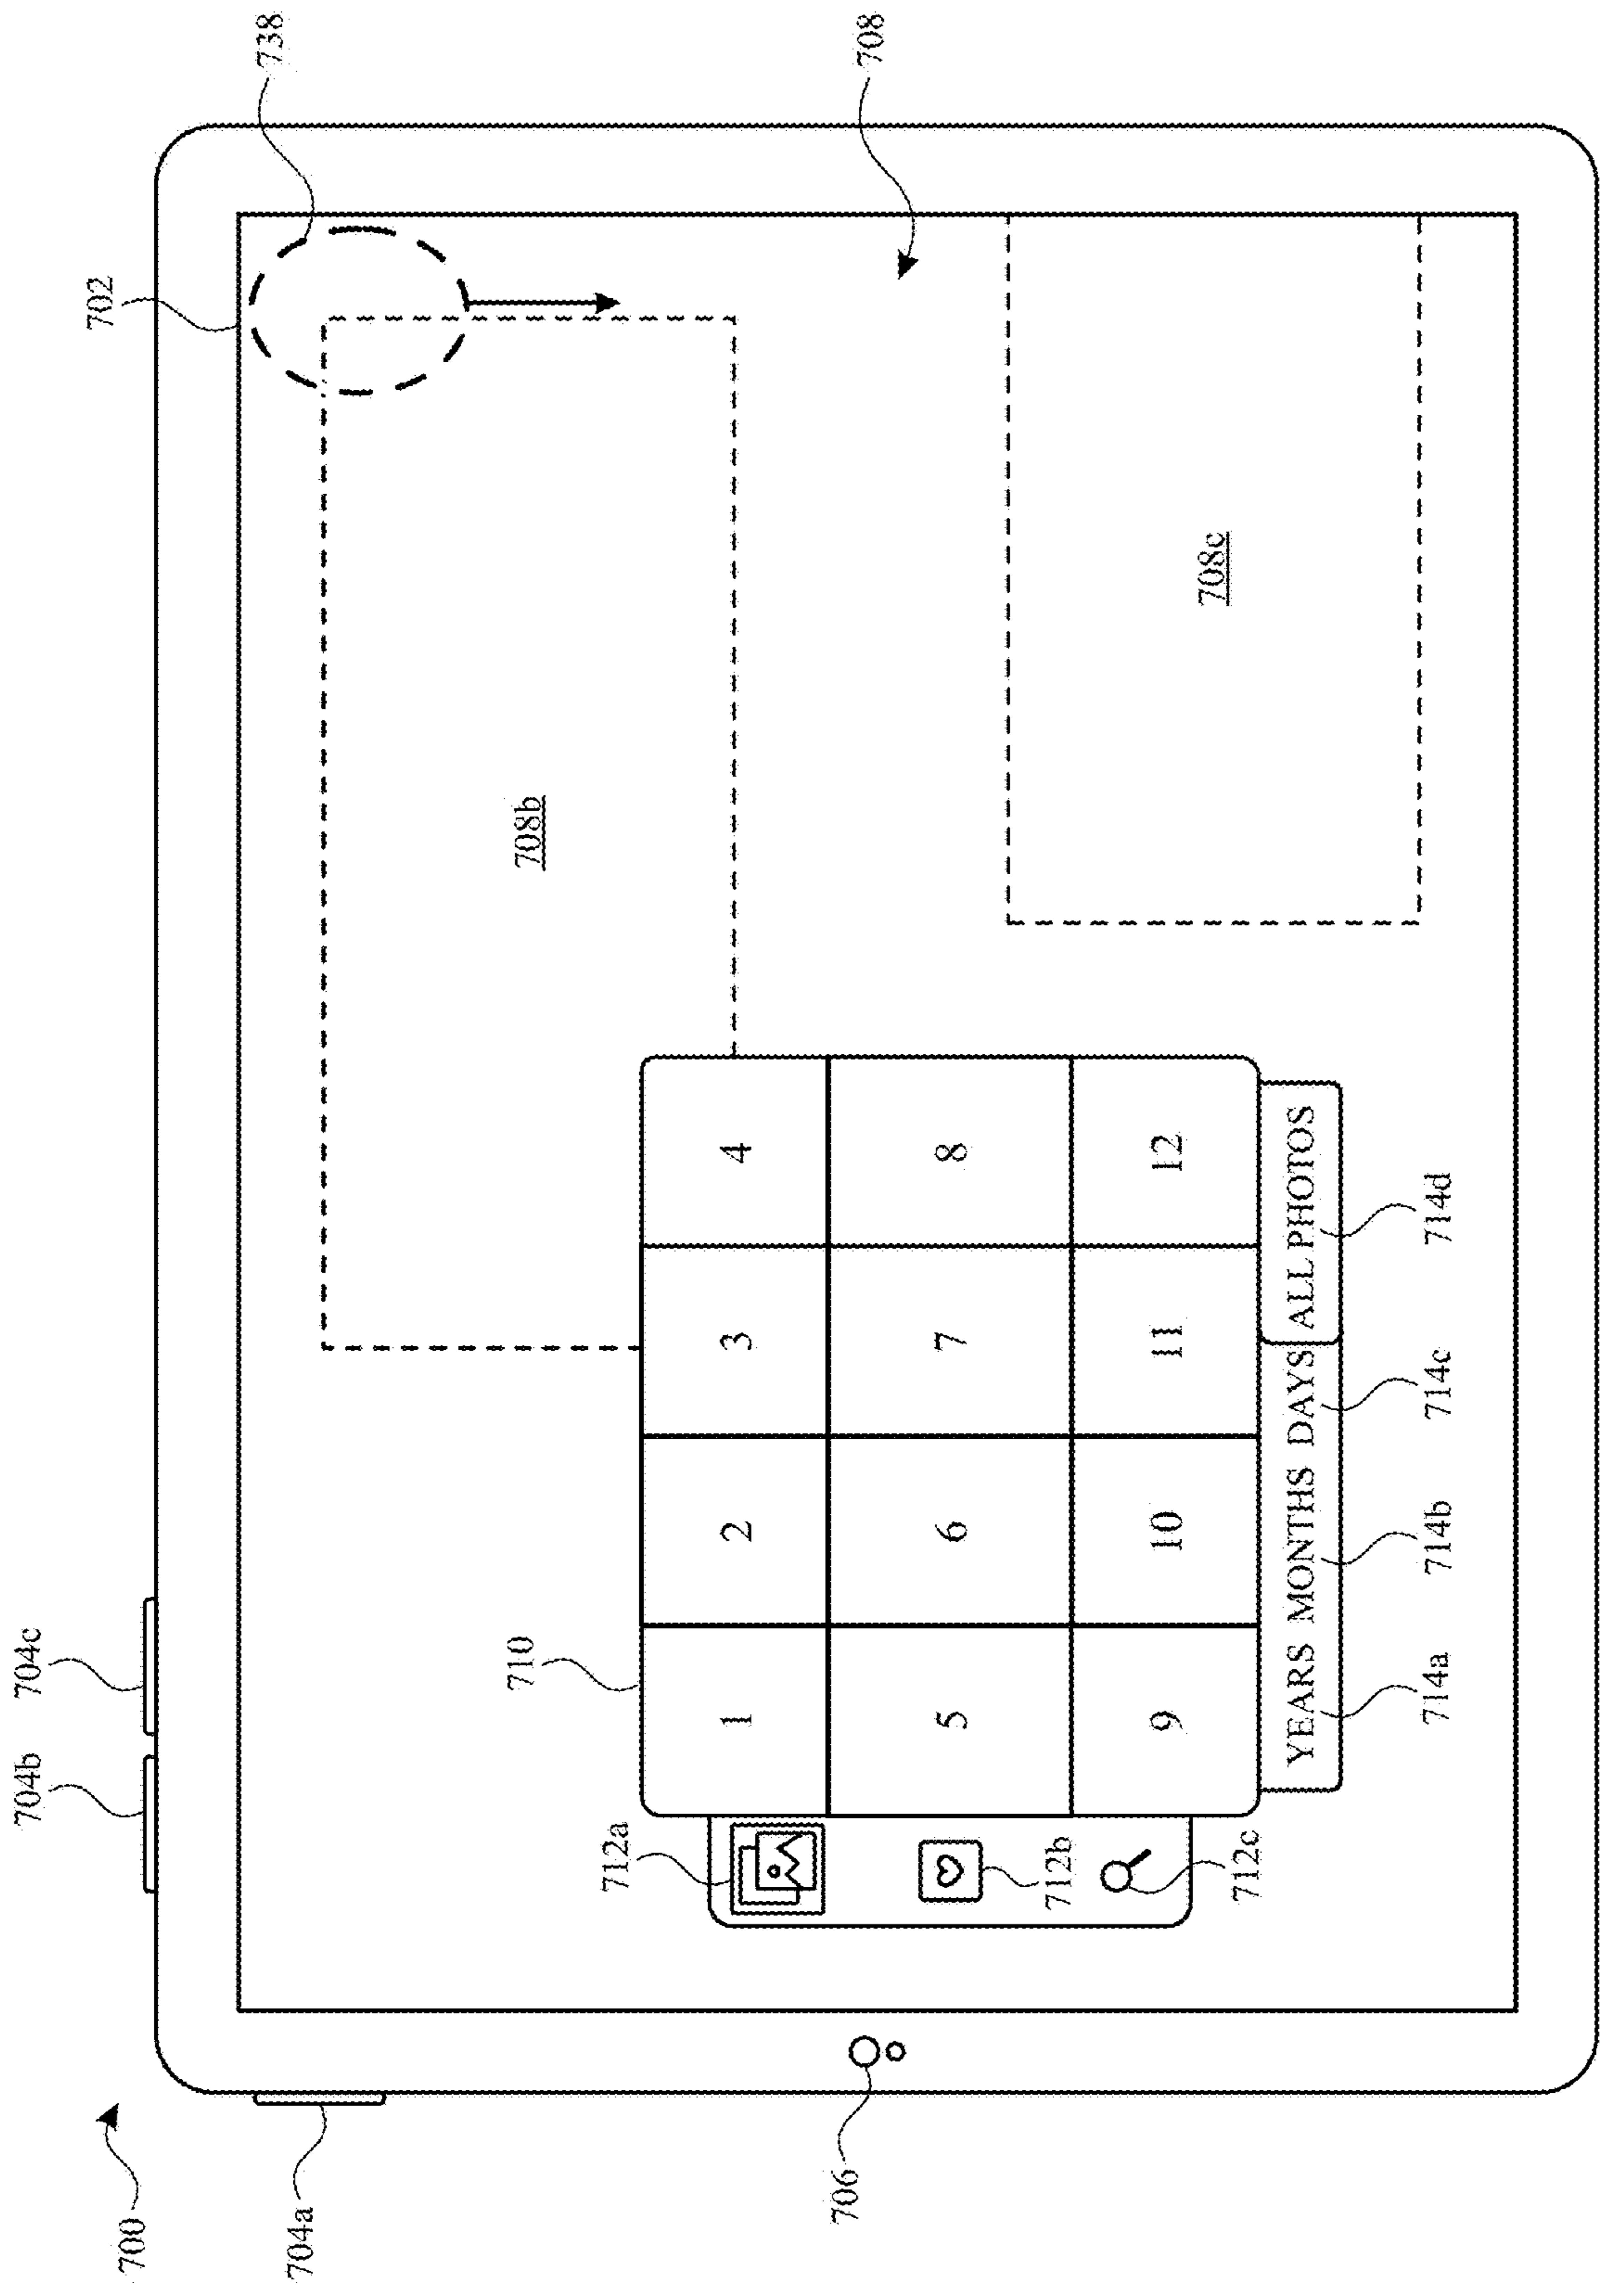 700
704a
704b
704c
702
738
708
706
708b
708c
710
712a
712b
712c
1 2 3 4
5 6 7 8
9 10 11 12
YEARS MONTHS DAYS ALL PHOTOS
714a 714b 714c 714d